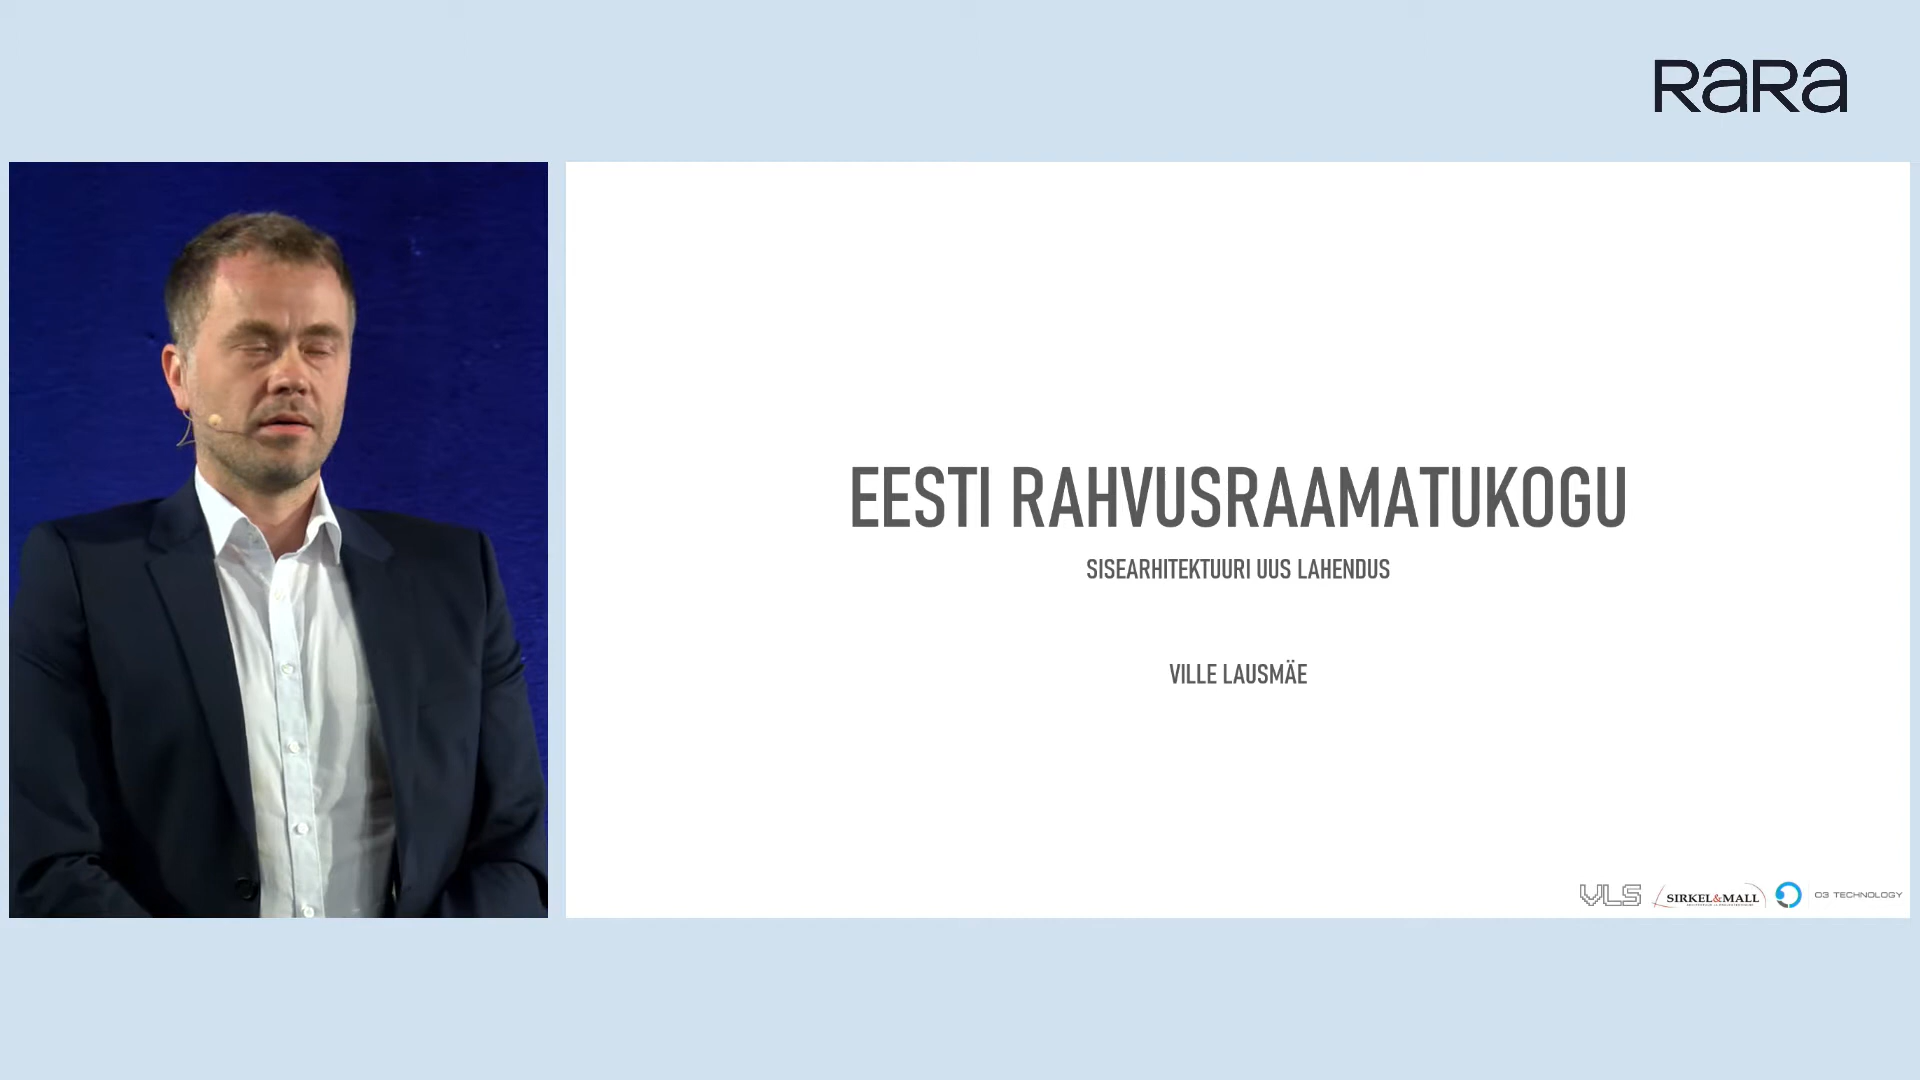 RaRa
EESTI RAHVUSRAAMATUKOGU
SISEARHITEKTUURI UUS LAHENDUS
VILLE LAUSMÄE
VLS
SIRKEL&MALL
O3 TECHNOLOGY